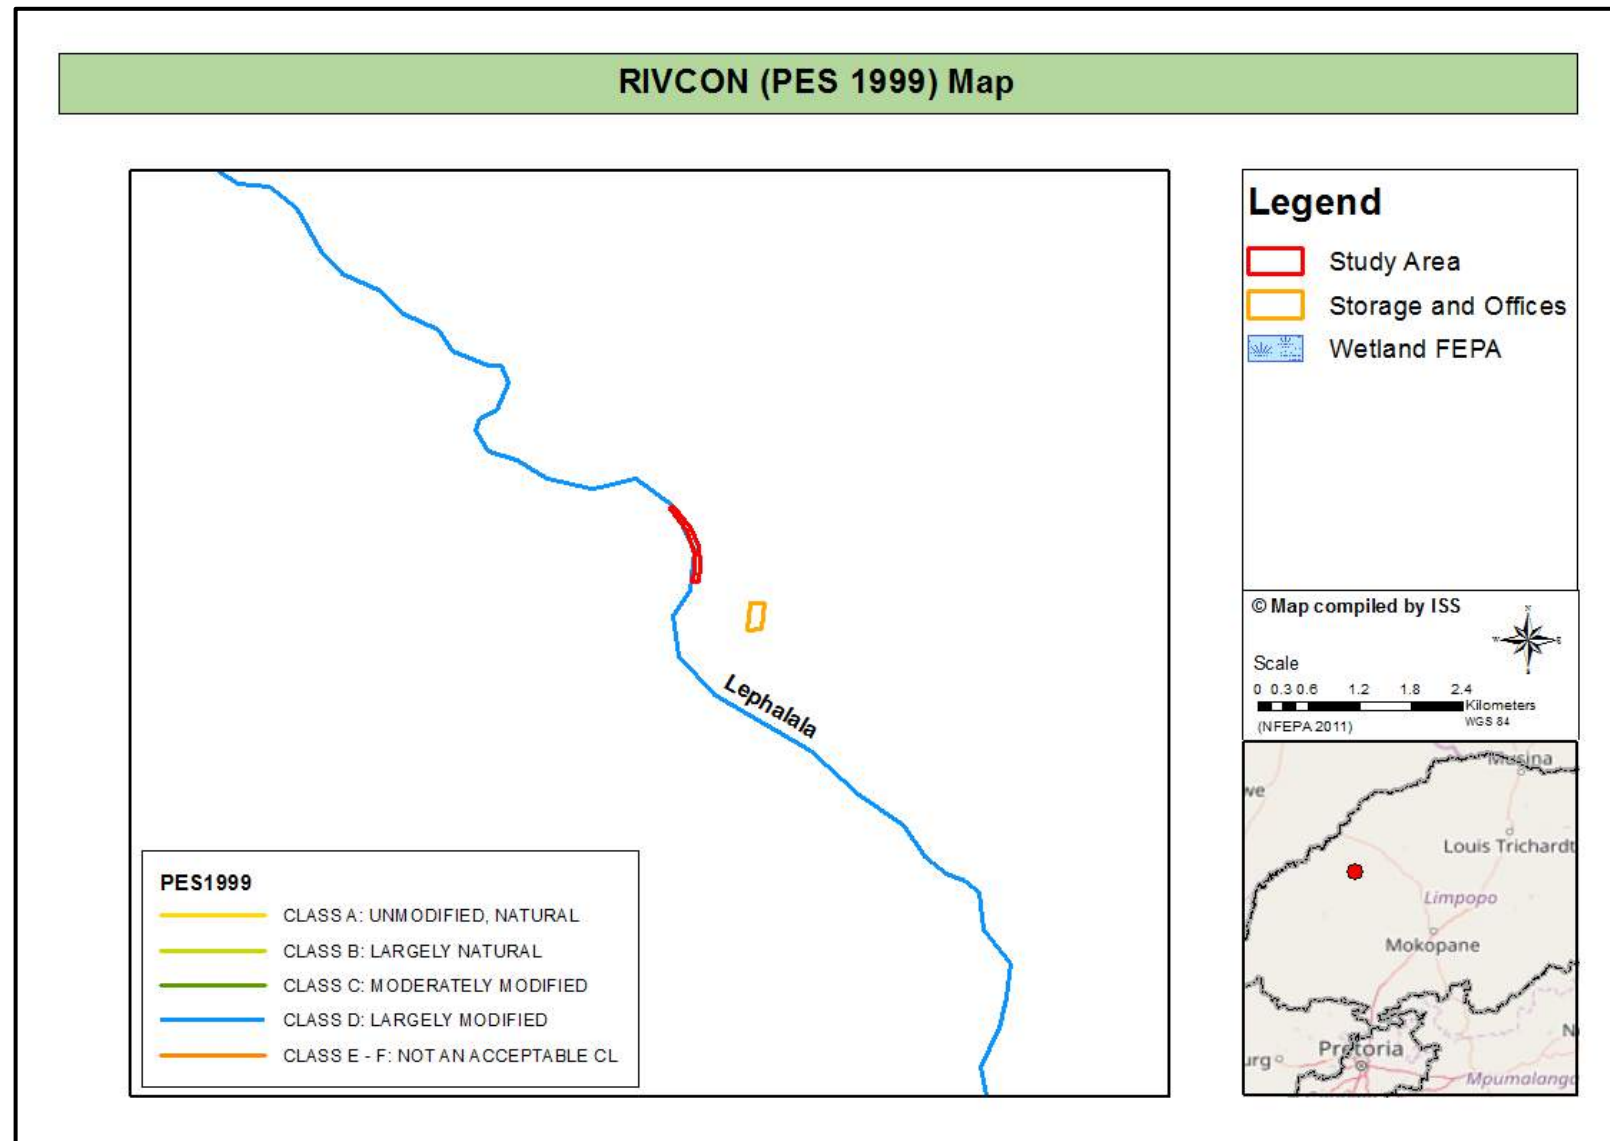 RIVCON (PES 1999) Map
Lephalala
PES1999
CLASS A: UNMODIFIED, NATURAL
CLASS B: LARGELY NATURAL
CLASS C: MODERATELY MODIFIED
CLASS D: LARGELY MODIFIED
CLASS E - F: NOT AN ACCEPTABLE CL
Legend
Study Area
Storage and Offices
Wetland FEPA
© Map compiled by ISS
N
W E
Scale
0 0.3 0.6 1.2 1.8 2.4
Kilometers
(NFEPA 2011) WGS 84
Musina
we
Louis Trichardt
Limpopo
Mokopane
N
Pretoria
urg
Mpumalanga